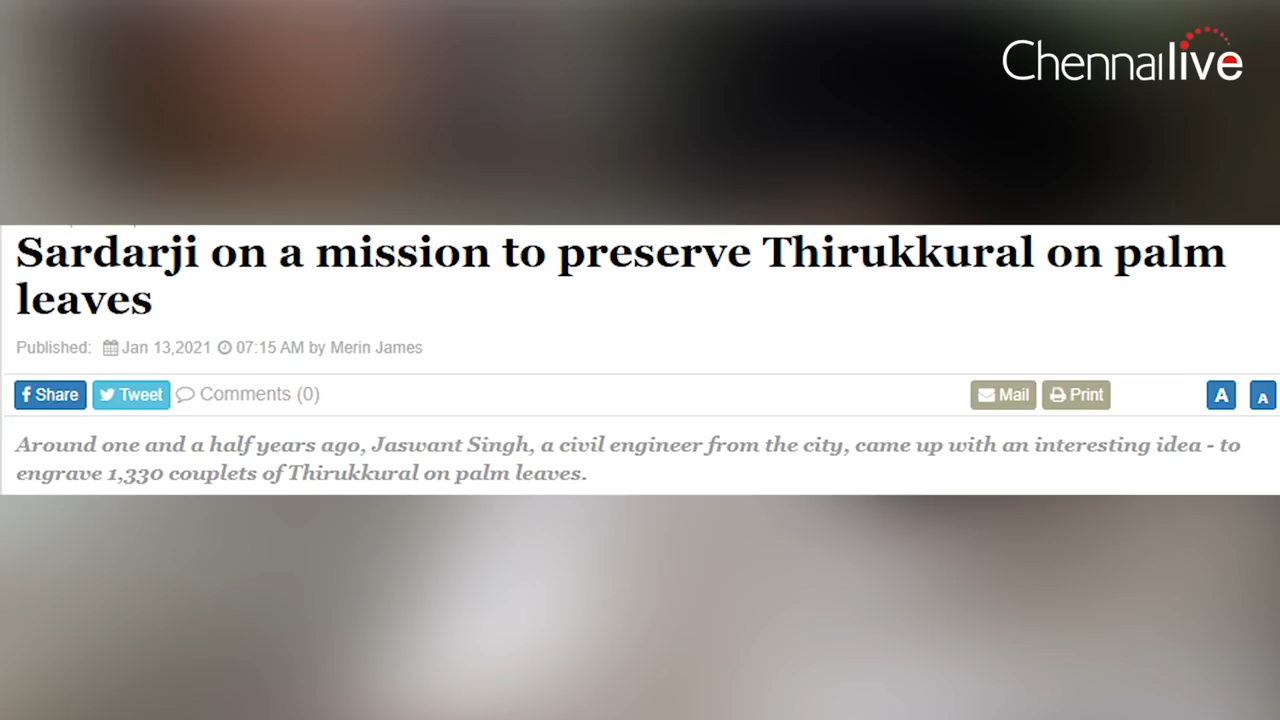 Chennailive
Sardarji on a mission to preserve Thirukkural on palm
leaves
Published: Jan 13,2021 07:15 AM by Merin James
Share Tweet Comments (0) Mail Print A A
Around one and a half years ago, Jaswant Singh, a civil engineer from the city, came up with an interesting idea - to
engrave 1,330 couplets of Thirukkural on palm leaves.